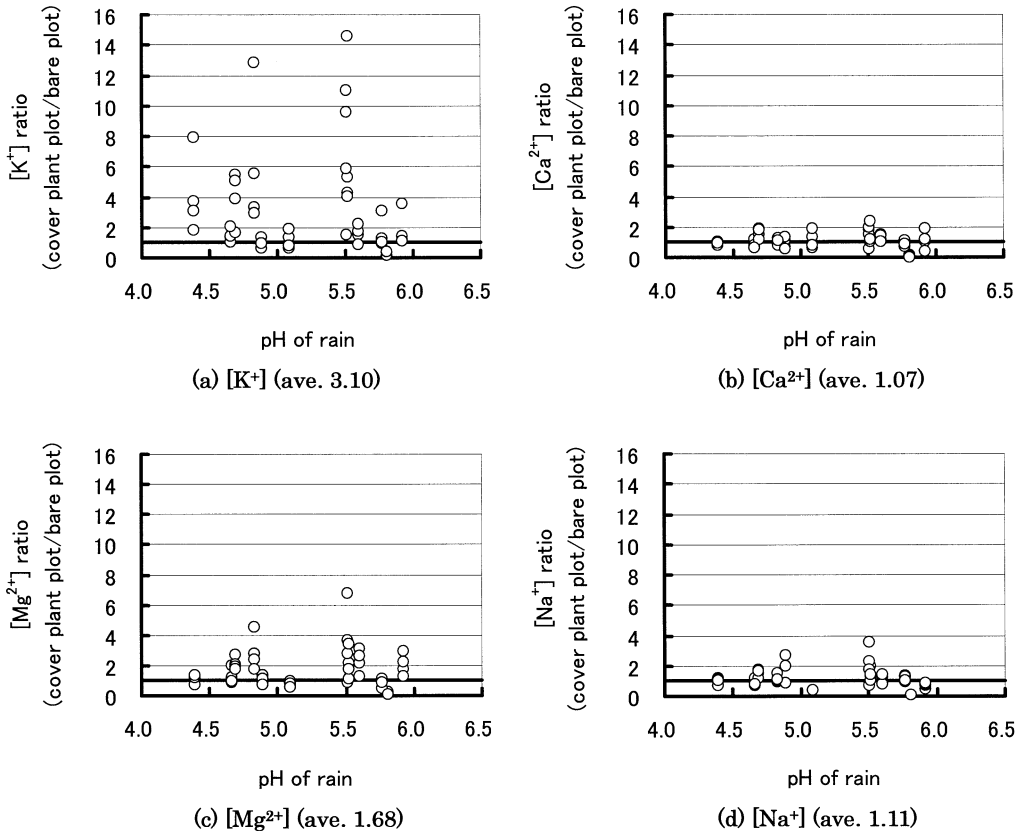 [K⁺] ratio
(cover plant plot/bare plot)
16
14
12
10
8
6
4
2
0
4.0 4.5 5.0 5.5 6.0 6.5
pH of rain
(a) [K⁺] (ave. 3.10)
[Ca²⁺] ratio
(cover plant plot/bare plot)
16
14
12
10
8
6
4
2
0
4.0 4.5 5.0 5.5 6.0 6.5
pH of rain
(b) [Ca²⁺] (ave. 1.07)
[Mg²⁺] ratio
(cover plant plot/bare plot)
16
14
12
10
8
6
4
2
0
4.0 4.5 5.0 5.5 6.0 6.5
pH of rain
(c) [Mg²⁺] (ave. 1.68)
[Na⁺] ratio
(cover plant plot/bare plot)
16
14
12
10
8
6
4
2
0
4.0 4.5 5.0 5.5 6.0 6.5
pH of rain
(d) [Na⁺] (ave. 1.11)